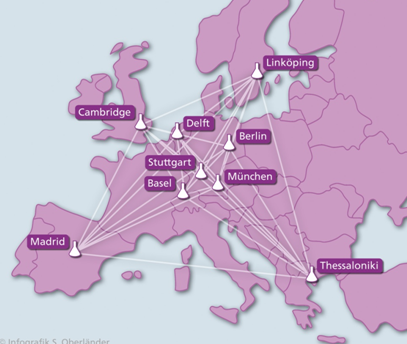 Linköping
Cambridge
Delft
Berlin
Stuttgart
Basel
München
Madrid
Thessaloniki
© Infografik S. Oberländer